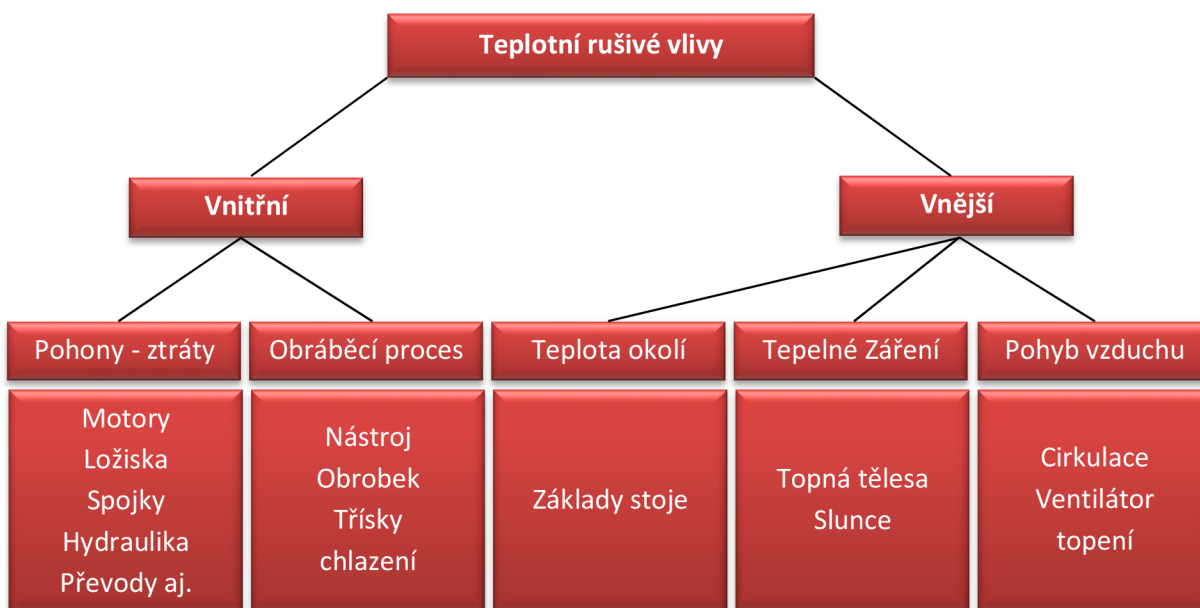 Teplotní rušivé vlivy
Vnitřní
Vnější
Pohony - ztráty
Obráběcí proces
Teplota okolí
Tepelné Záření
Pohyb vzduchu
Motory
Ložiska
Spojky
Hydraulika
Převody aj.
Nástroj
Obrobek
Třísky
chlazení
Základy stoje
Topná tělesa
Slunce
Cirkulace
Ventilátor
topení